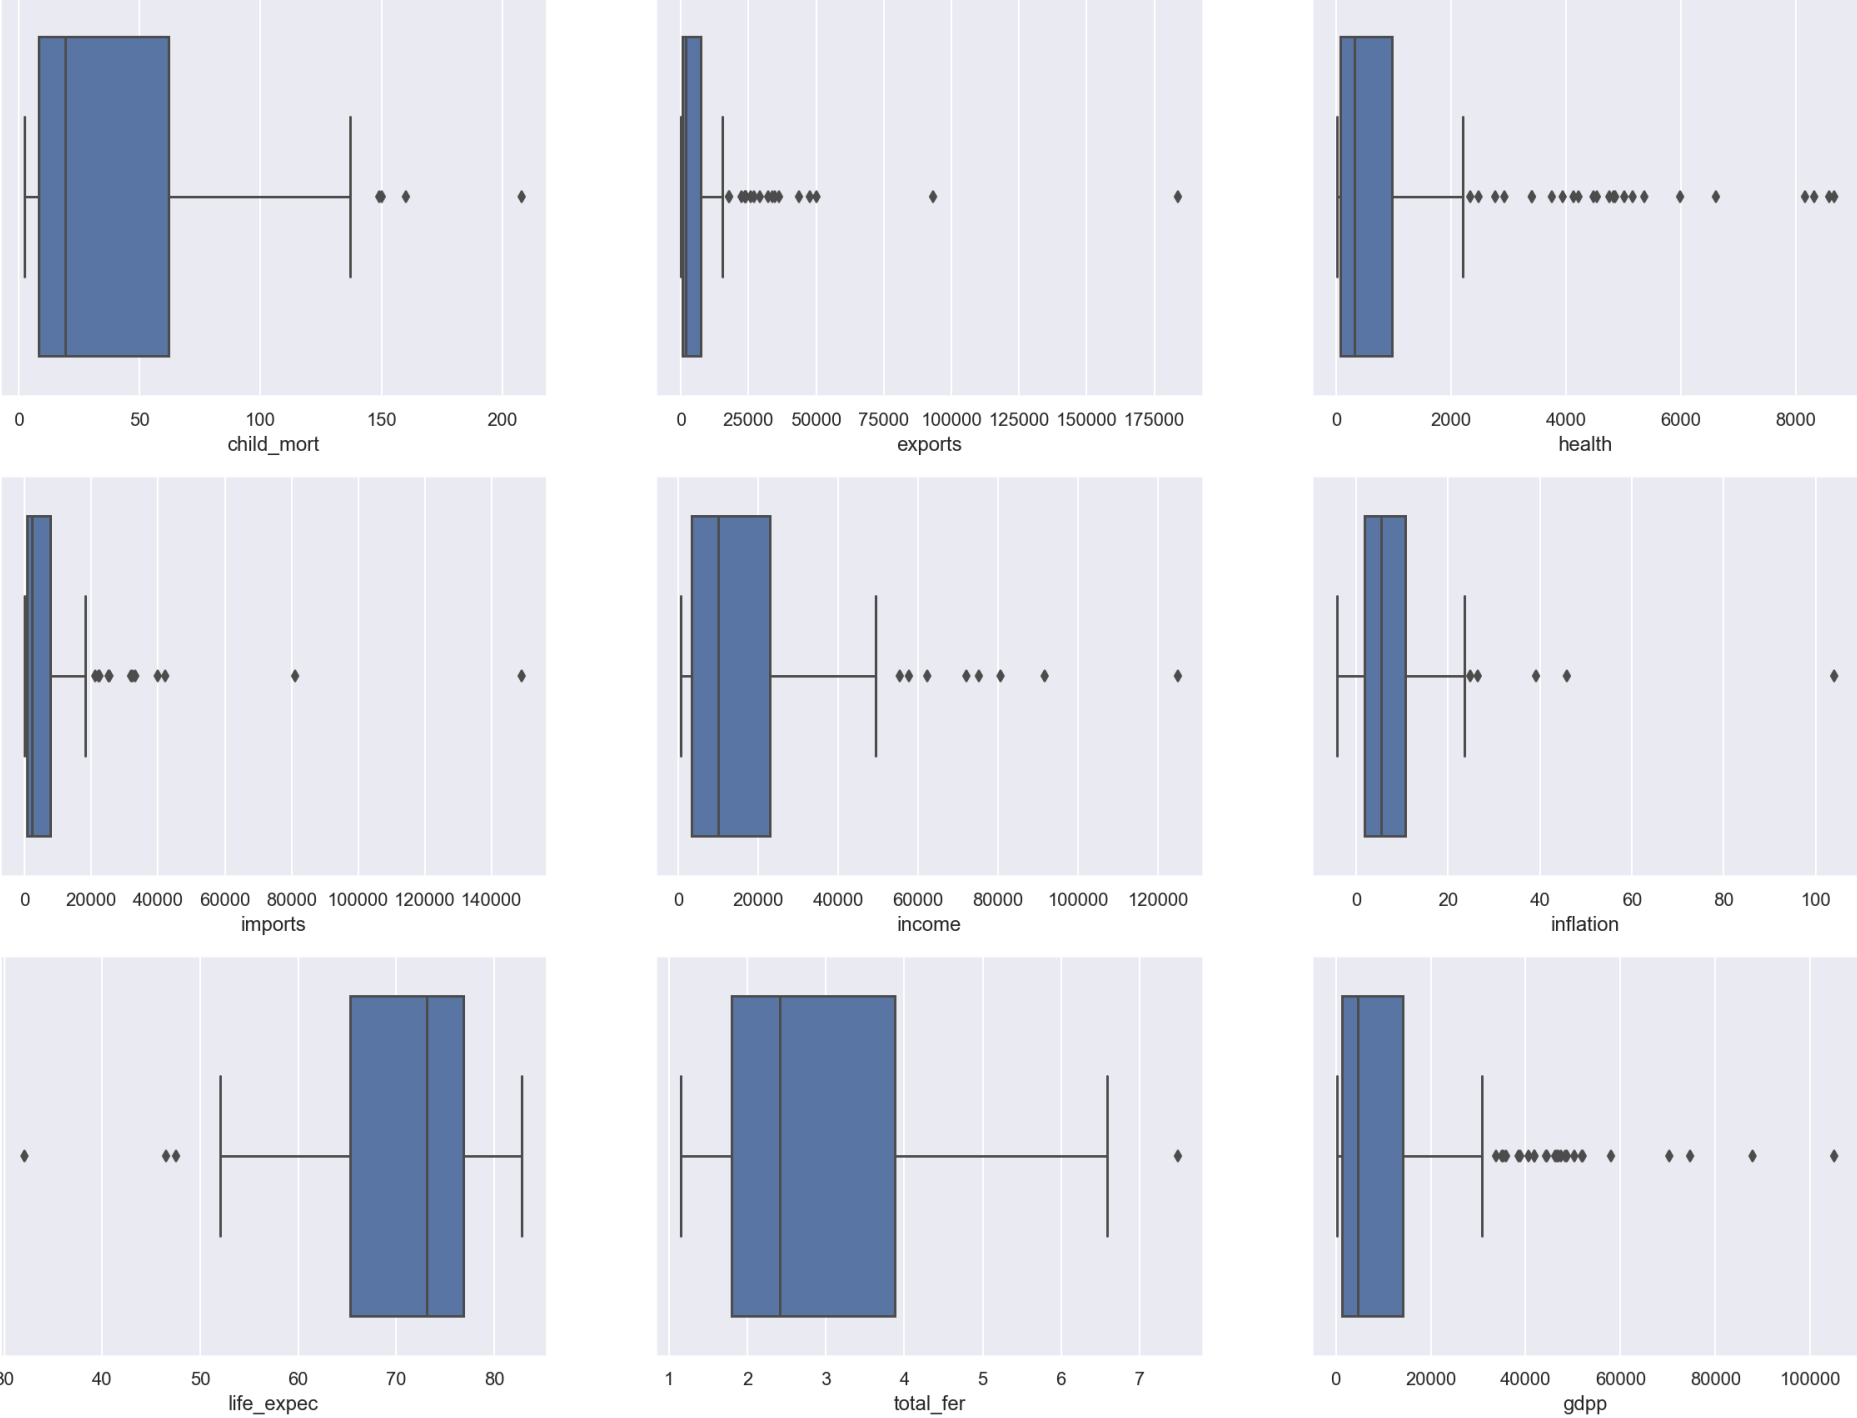 0 50 100 150 200
child_mort
0 25000 50000 75000 100000 125000 150000 175000
exports
0 2000 4000 6000 8000
health
0 20000 40000 60000 80000 100000 120000 140000
imports
0 20000 40000 60000 80000 100000 120000
income
0 20 40 60 80 100
inflation
30 40 50 60 70 80
life_expec
1 2 3 4 5 6 7
total_fer
0 20000 40000 60000 80000 100000
gdpp